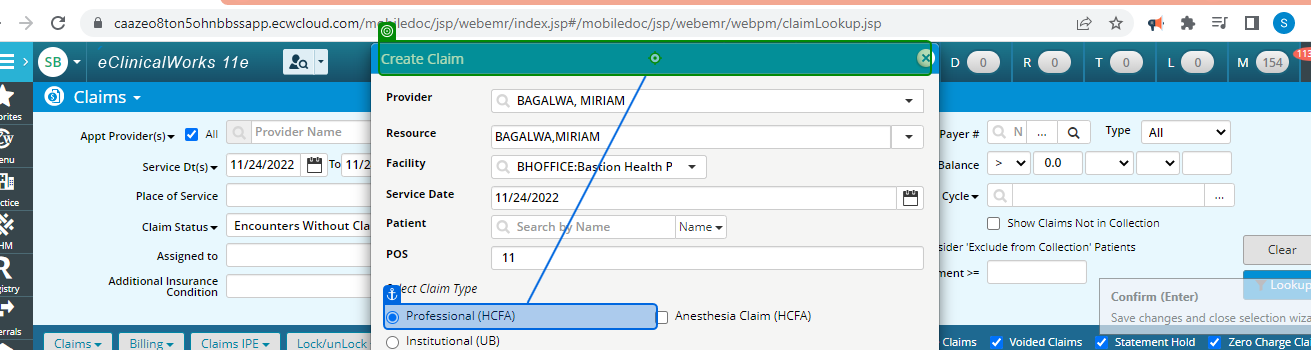 caazeo8ton5ohnbbssapp.ecwcloud.com/mobiledoc/jsp/webemr/index.jsp#/mobiledoc/jsp/webemr/webpm/claimLookup.jsp
S
SB
eClinicalWorks 11e
Create Claim
D 0 R 0 T 0 L 0 M 154
113
Claims
Provider BAGALWA, MIRIAM
Appt Provider(s) All Provider Name
Resource BAGALWA,MIRIAM
Payer # N ... Type All
Service Dt(s) 11/24/2022 To 11/2
Facility BHOFFICE:Bastion Health P
Balance > 0.0
Place of Service
Service Date 11/24/2022
Cycle ...
Claim Status Encounters Without Cla
Patient Search by Name Name
Show Claims Not in Collection
Assigned to
POS 11
sider 'Exclude from Collection' Patients
Clear
Additional Insurance
Condition
ment >=
Select Claim Type
Lookup
Professional (HCFA) Anesthesia Claim (HCFA)
Confirm (Enter)
Save changes and close selection wiza
Institutional (UB)
Claims Billing Claims IPE Lock/unLock
Claims Voided Claims Statement Hold Zero Charge Cla
orites
enu
ctice
HM
R
gistry
errals